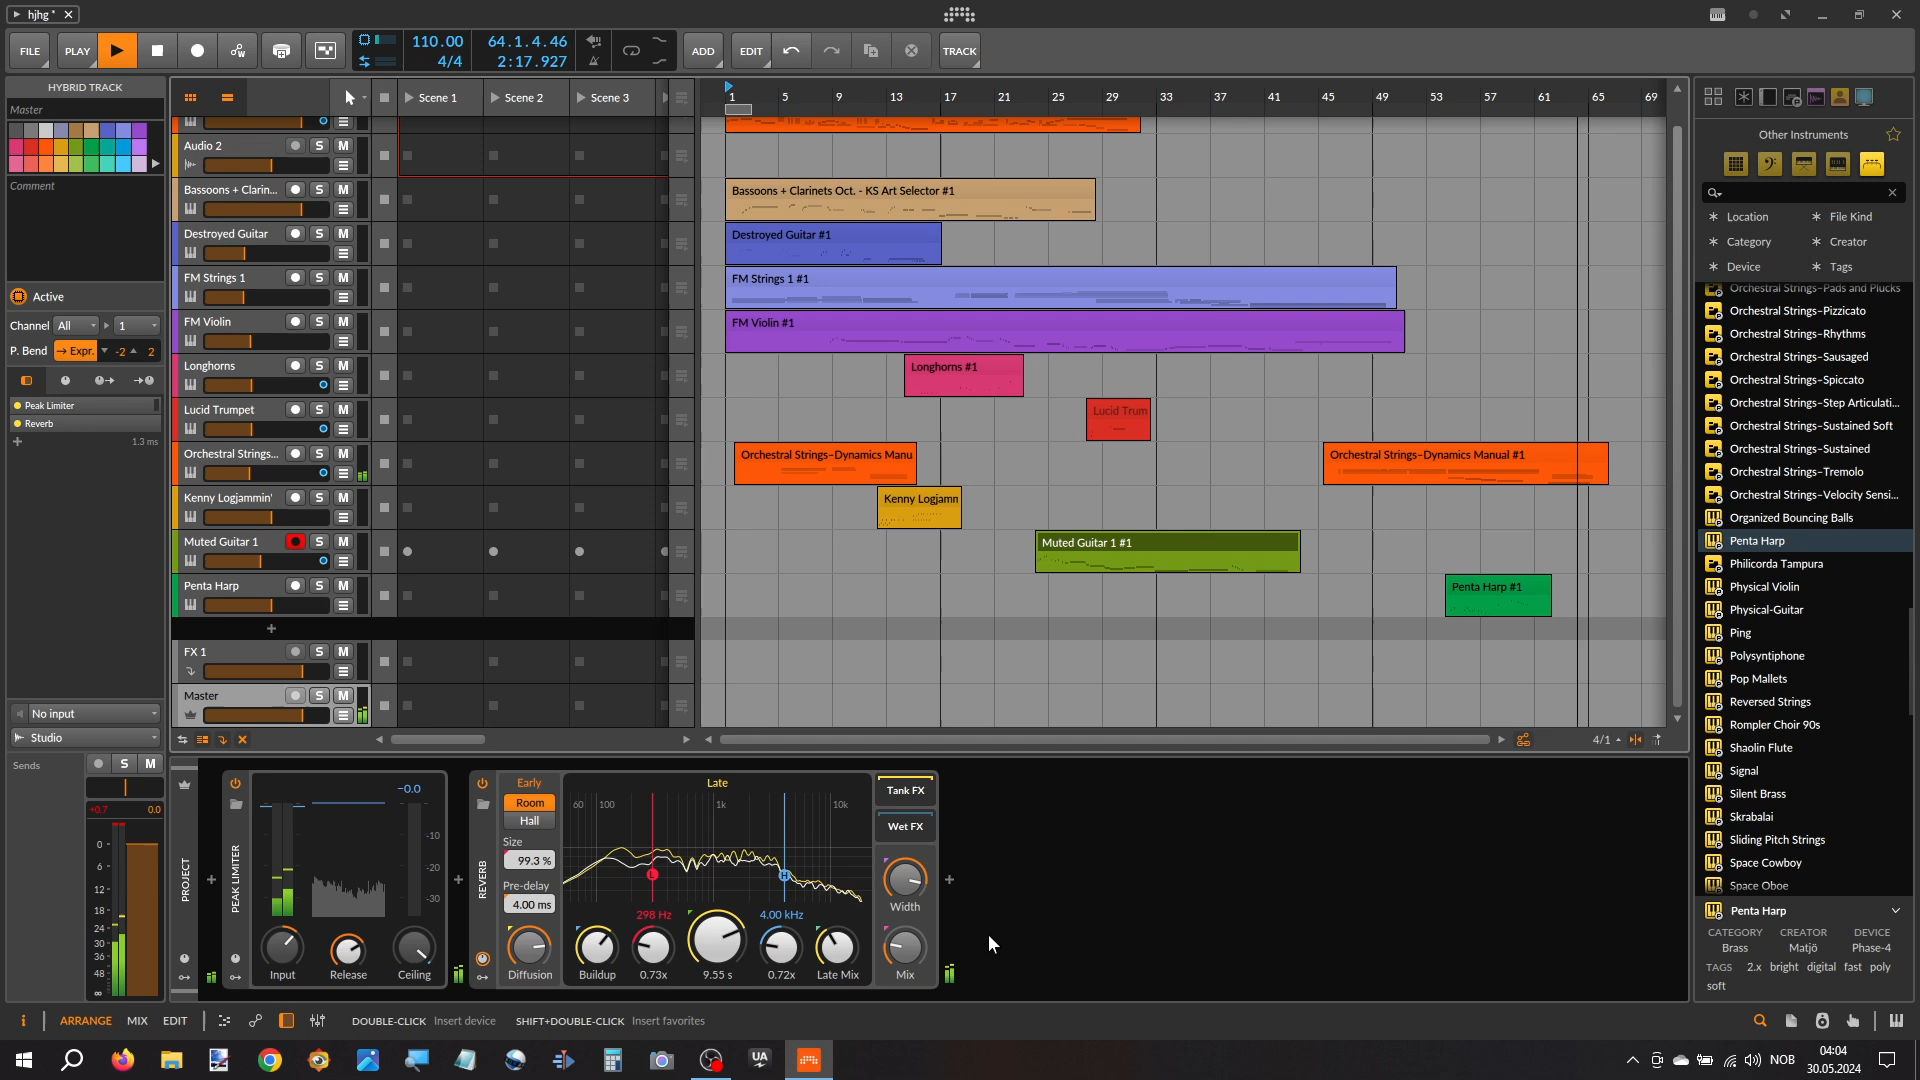 hjhg *
FILE
PLAY
110.00
4/4
64.1.4.46
2:17.927
ADD
EDIT
TRACK
HYBRID TRACK
Master
Comment
Active
Channel All 1
P. Bend Expr. -2 2
Peak Limiter
Reverb
1.3 ms
No input
Studio
Sends
S M
+0.7 0.0
0
6
12
18
24
30
36
48
Scene 1 Scene 2 Scene 3
1 5 9 13 17 21 25 29 33 37 41 45 49 53 57 61 65 69
Audio 2 S M
Bassoons + Clarin... S M
Bassoons + Clarinets Oct. - KS Art Selector #1
Destroyed Guitar S M
Destroyed Guitar #1
FM Strings 1 S M
FM Strings 1 #1
FM Violin S M
FM Violin #1
Longhorns S M
Longhorns #1
Lucid Trumpet S M
Lucid Trum
Orchestral Strings... S M
Orchestral Strings–Dynamics Manu
Orchestral Strings–Dynamics Manual #1
Kenny Logjammin' S M
Kenny Logjamn
Muted Guitar 1 S M
Muted Guitar 1 #1
Penta Harp S M
Penta Harp #1
FX 1 S M
Master S M
4/1
PROJECT
PEAK LIMITER
−0.0
-10
-20
-30
Input Release Ceiling
REVERB
Early
Room
Hall
Size
99.3 %
Pre-delay
4.00 ms
Diffusion
Late
60 100 1k 10k
L H
298 Hz 4.00 kHz
Buildup 0.73x 9.55 s 0.72x Late Mix
Tank FX
Wet FX
Width
Mix
Other Instruments
Location File Kind
Category Creator
Device Tags
Orchestral Strings–Pads and Plucks
Orchestral Strings–Pizzicato
Orchestral Strings–Rhythms
Orchestral Strings–Sausaged
Orchestral Strings–Spiccato
Orchestral Strings–Step Articulati...
Orchestral Strings–Sustained Soft
Orchestral Strings–Sustained
Orchestral Strings–Tremolo
Orchestral Strings–Velocity Sensi...
Organized Bouncing Balls
Penta Harp
Philicorda Tampura
Physical Violin
Physical-Guitar
Ping
Polysyntiphone
Pop Mallets
Reversed Strings
Rompler Choir 90s
Shaolin Flute
Signal
Silent Brass
Skrabalai
Sliding Pitch Strings
Space Cowboy
Space Oboe
Penta Harp
CATEGORY CREATOR DEVICE
Brass Matjö Phase-4
TAGS 2.x bright digital fast poly
soft
i ARRANGE MIX EDIT
DOUBLE-CLICK Insert device SHIFT+DOUBLE-CLICK Insert favorites
UA
NOB
04:04
30.05.2024